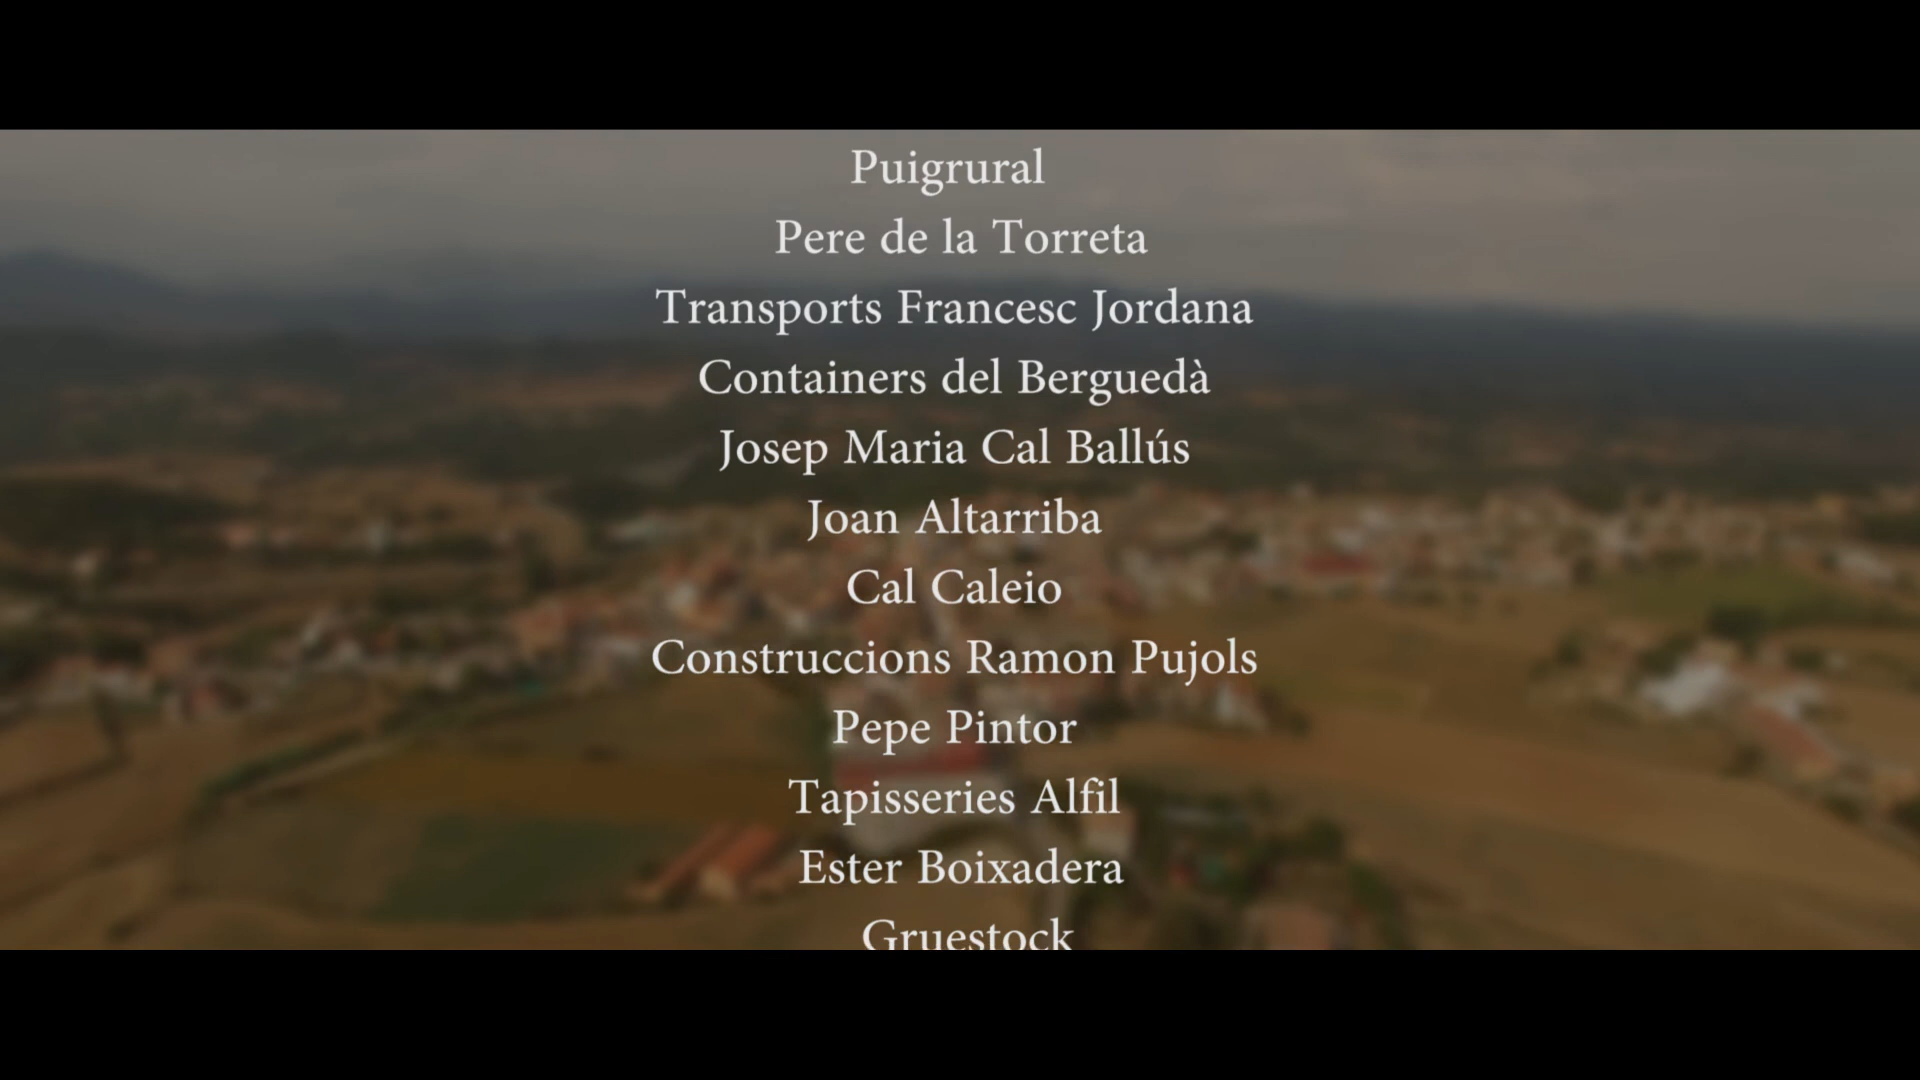 Puigrural
Pere de la Torreta
Transports Francesc Jordana
Containers del Berguedà
Josep Maria Cal Ballús
Joan Altarriba
Cal Caleio
Construccions Ramon Pujols
Pepe Pintor
Tapisseries Alfil
Ester Boixadera
Gruestock